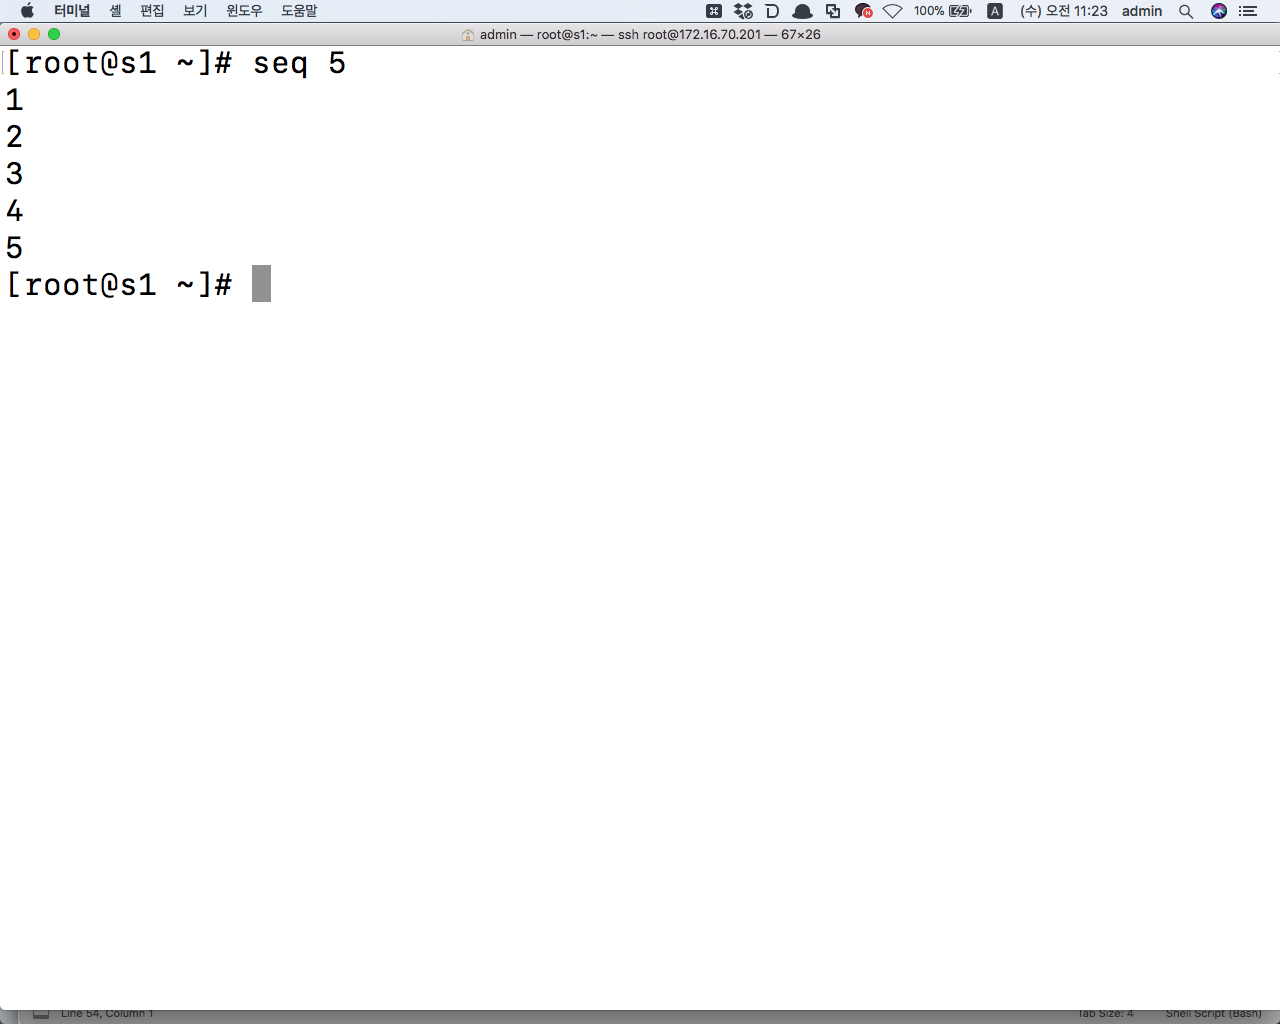 터미널 셸 편집 보기 윈도우 도움말 100% A (수) 오전 11:23 admin
admin — root@s1:~ — ssh root@172.16.70.201 — 67×26
[root@s1 ~]# seq 5
1
2
3
4
5
[root@s1 ~]#
Line 54, Column 1 Tab Size: 4 Shell Script (Bash)